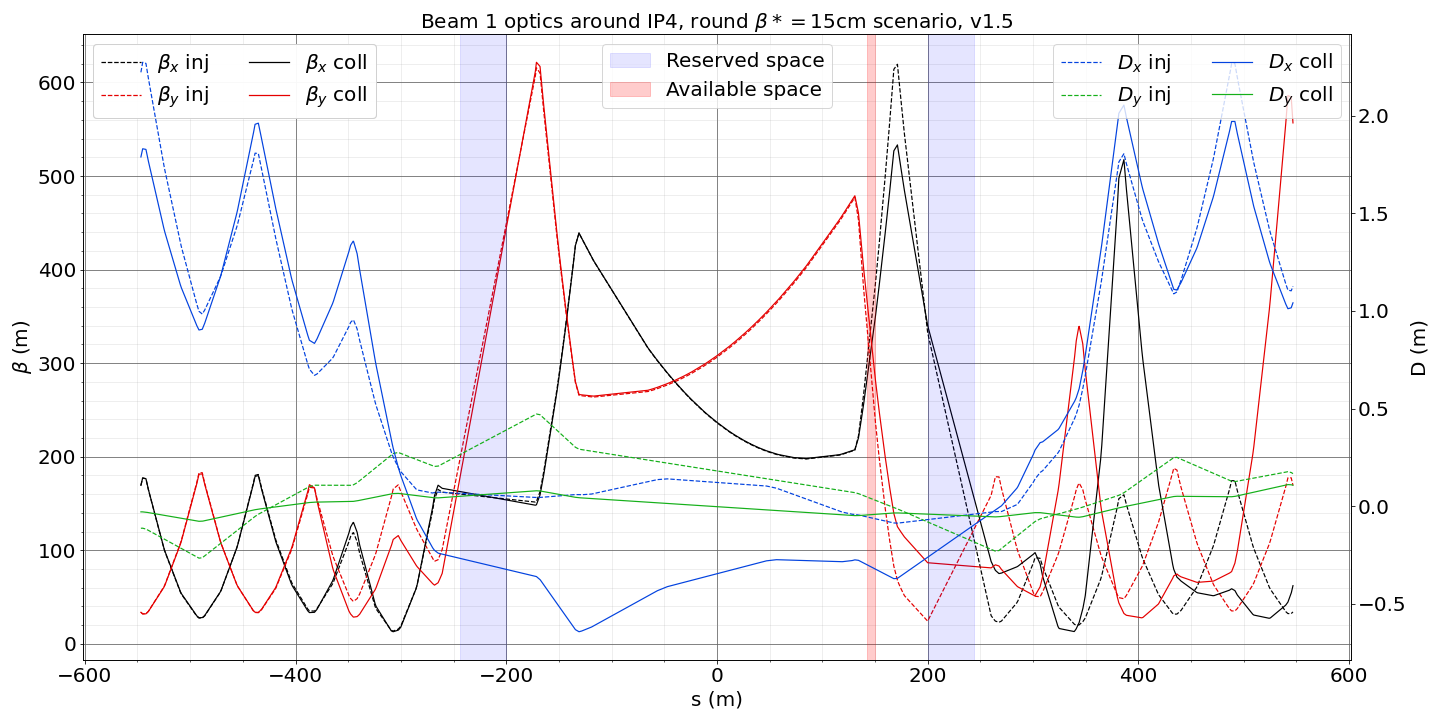 Beam 1 optics around IP4, round β* = 15cm scenario, v1.5
βx inj
βx coll
βy inj
βy coll
Reserved space
Available space
Dx inj
Dx coll
Dy inj
Dy coll
600
500
400
300
200
100
0
β (m)
2.0
1.5
1.0
0.5
0.0
−0.5
D (m)
−600
−400
−200
0
200
400
600
s (m)